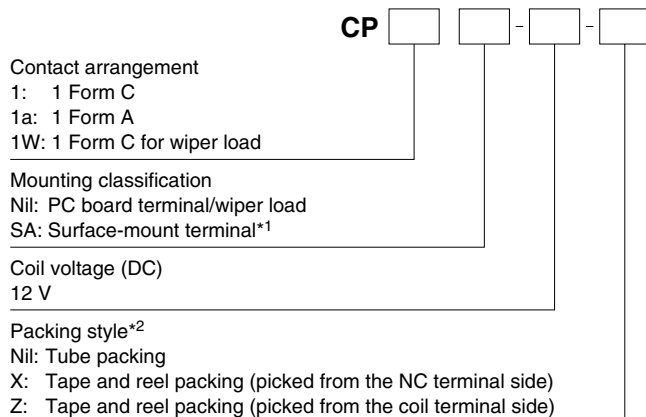 CP - -
Contact arrangement
1: 1 Form C
1a: 1 Form A
1W: 1 Form C for wiper load
Mounting classification
Nil: PC board terminal/wiper load
SA: Surface-mount terminal*1
Coil voltage (DC)
12 V
Packing style*2
Nil: Tube packing
X: Tape and reel packing (picked from the NC terminal side)
Z: Tape and reel packing (picked from the coil terminal side)